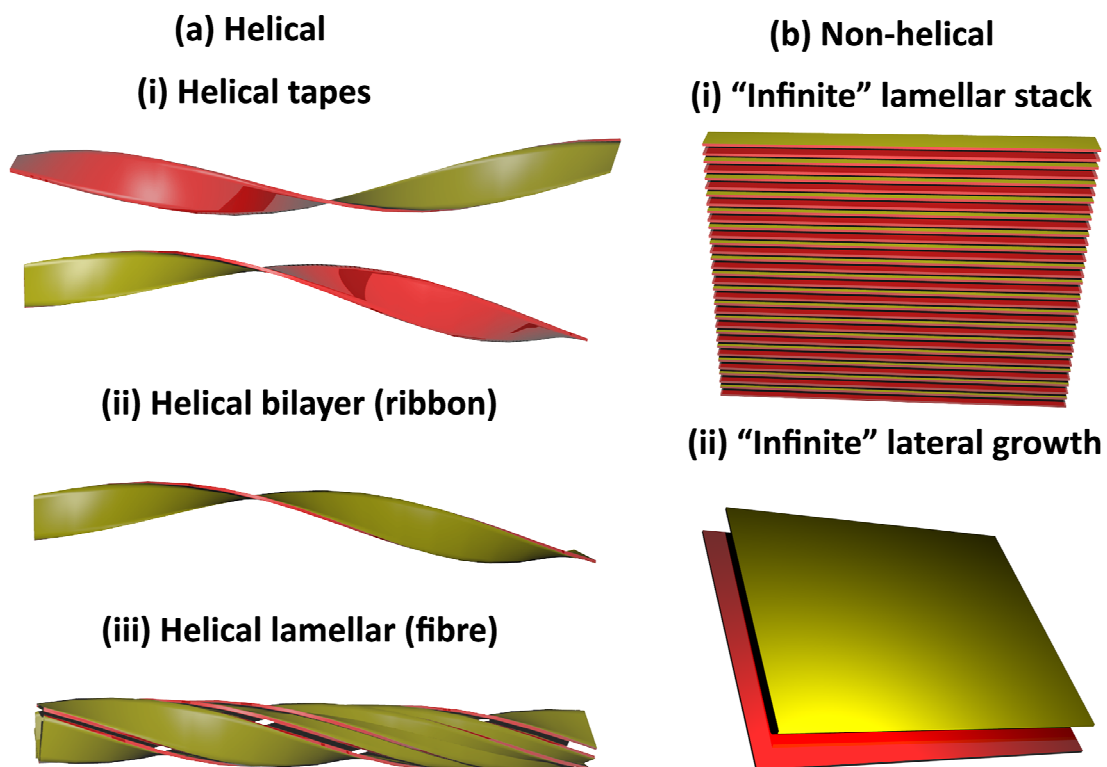 (a) Helical
(i) Helical tapes
(ii) Helical bilayer (ribbon)
(iii) Helical lamellar (fibre)
(b) Non-helical
(i) “Infinite” lamellar stack
(ii) “Infinite” lateral growth